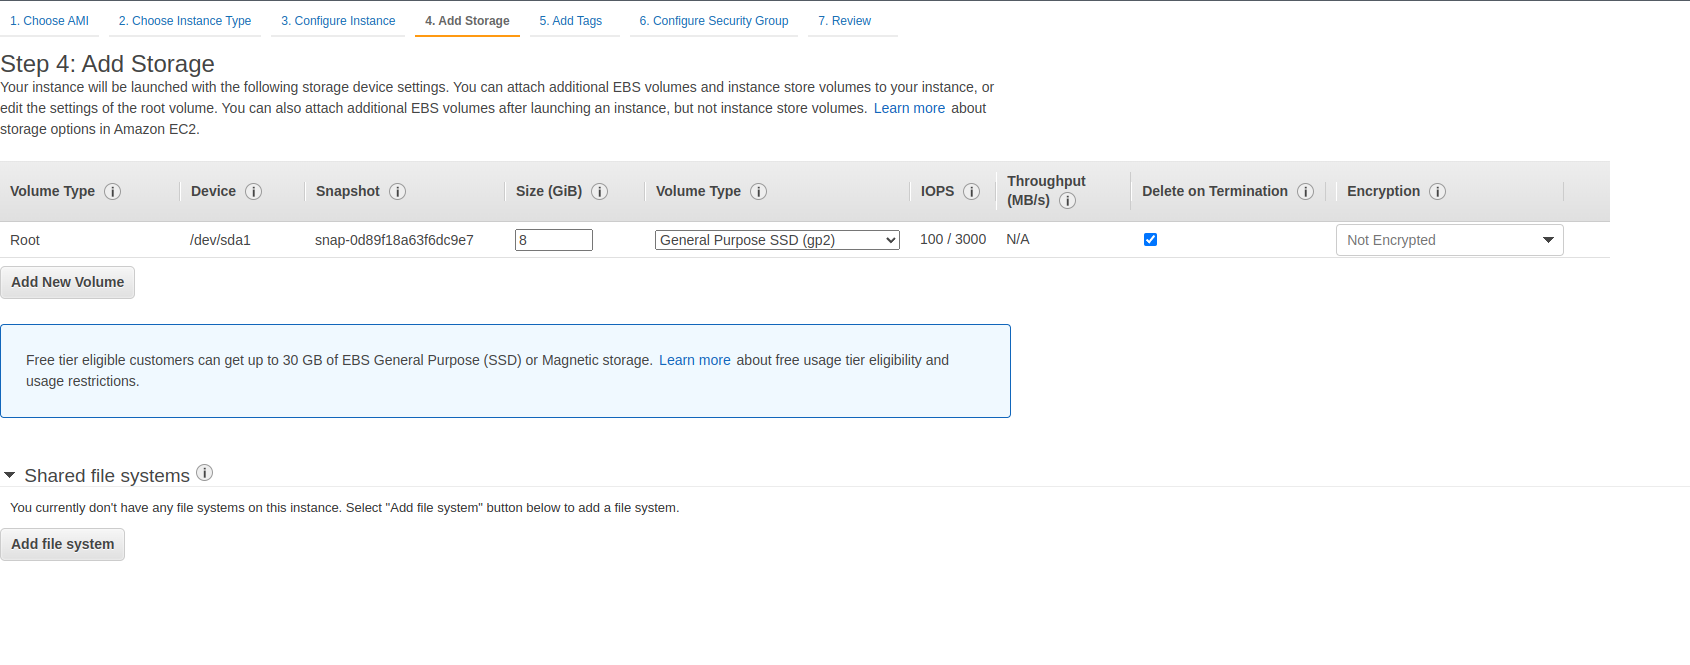 1. Choose AMI 2. Choose Instance Type 3. Configure Instance 4. Add Storage 5. Add Tags 6. Configure Security Group 7. Review
Step 4: Add Storage
Your instance will be launched with the following storage device settings. You can attach additional EBS volumes and instance store volumes to your instance, or
edit the settings of the root volume. You can also attach additional EBS volumes after launching an instance, but not instance store volumes. Learn more about
storage options in Amazon EC2.
Volume Type i Device i Snapshot i Size (GiB) i Volume Type i IOPS i Throughput
(MB/s) i Delete on Termination i Encryption i
Root /dev/sda1 snap-0d89f18a63f6dc9e7 8 General Purpose SSD (gp2) 100 / 3000 N/A Not Encrypted
Add New Volume
Free tier eligible customers can get up to 30 GB of EBS General Purpose (SSD) or Magnetic storage. Learn more about free usage tier eligibility and
usage restrictions.
Shared file systems i
You currently don't have any file systems on this instance. Select "Add file system" button below to add a file system.
Add file system